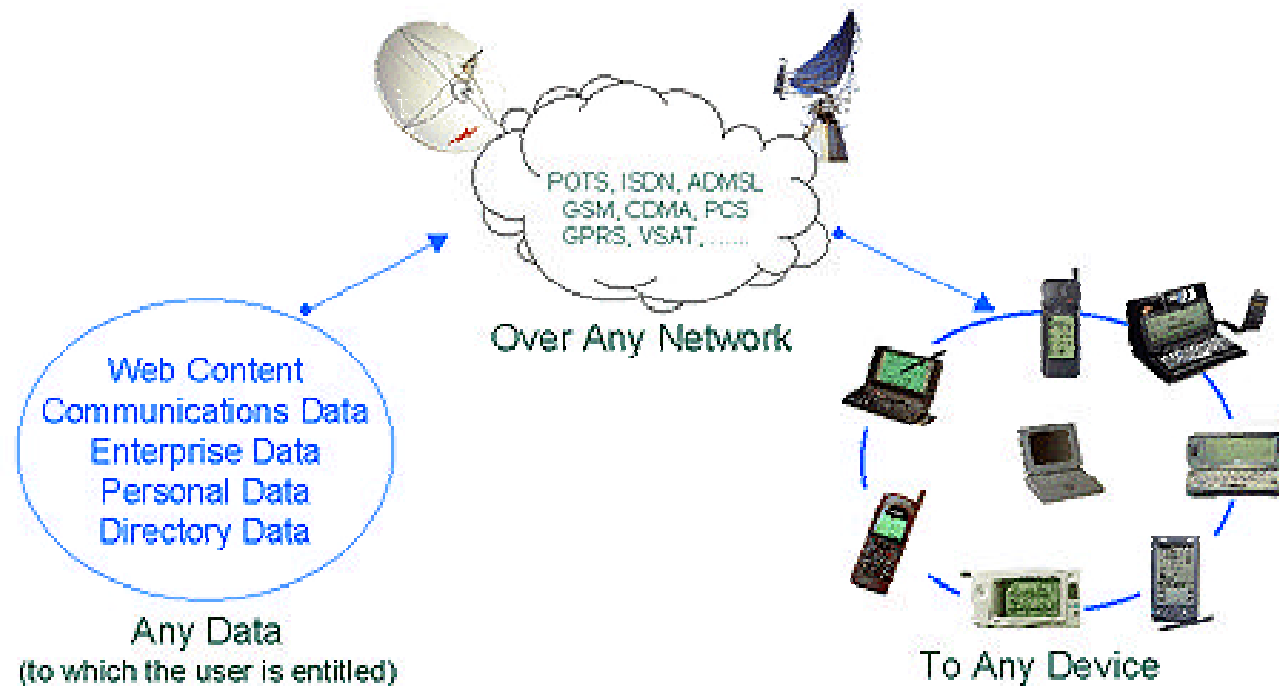 POTS, ISDN, ADMSL
GSM, CDMA, PCS
GPRS, VSAT, ......
Over Any Network
Web Content
Communications Data
Enterprise Data
Personal Data
Directory Data
Any Data
(to which the user is entitled)
To Any Device